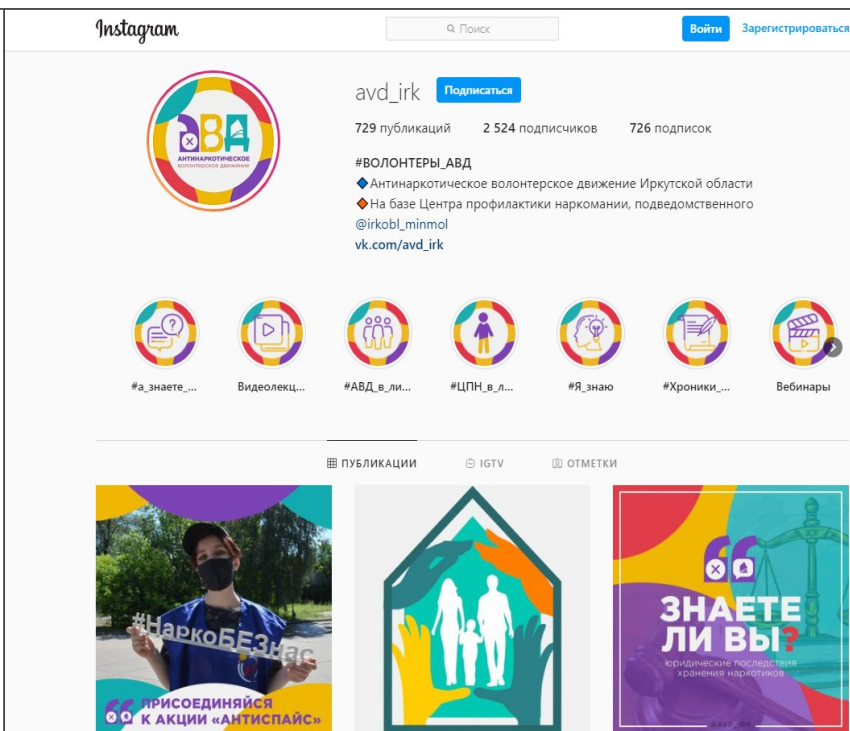 Instagram
Поиск
Войти
Зарегистрироваться
АВД
АНТИНАРКОТИЧЕСКОЕ
ВОЛОНТЕРСКОЕ ДВИЖЕНИЕ
avd_irk Подписаться
729 публикаций 2 524 подписчиков 726 подписок
#ВОЛОНТЕРЫ_АВД
Антинаркотическое волонтерское движение Иркутской области
На базе Центра профилактики наркомании, подведомственного
@irkobl_minmol
vk.com/avd_irk
#а_знаете_... Видеолекц... #АВД_в_ли... #ЦПН_в_л... #Я_знаю #Хроники_... Вебинары
ПУБЛИКАЦИИ IGTV ОТМЕТКИ
#НаркоБЕЗнас
ПРИСОЕДИНЯЙСЯ
К АКЦИИ «АНТИСПАЙС»
ЗНАЕТЕ
ЛИ ВЫ?
юридические последствия
хранения наркотиков
#AVD_IRK